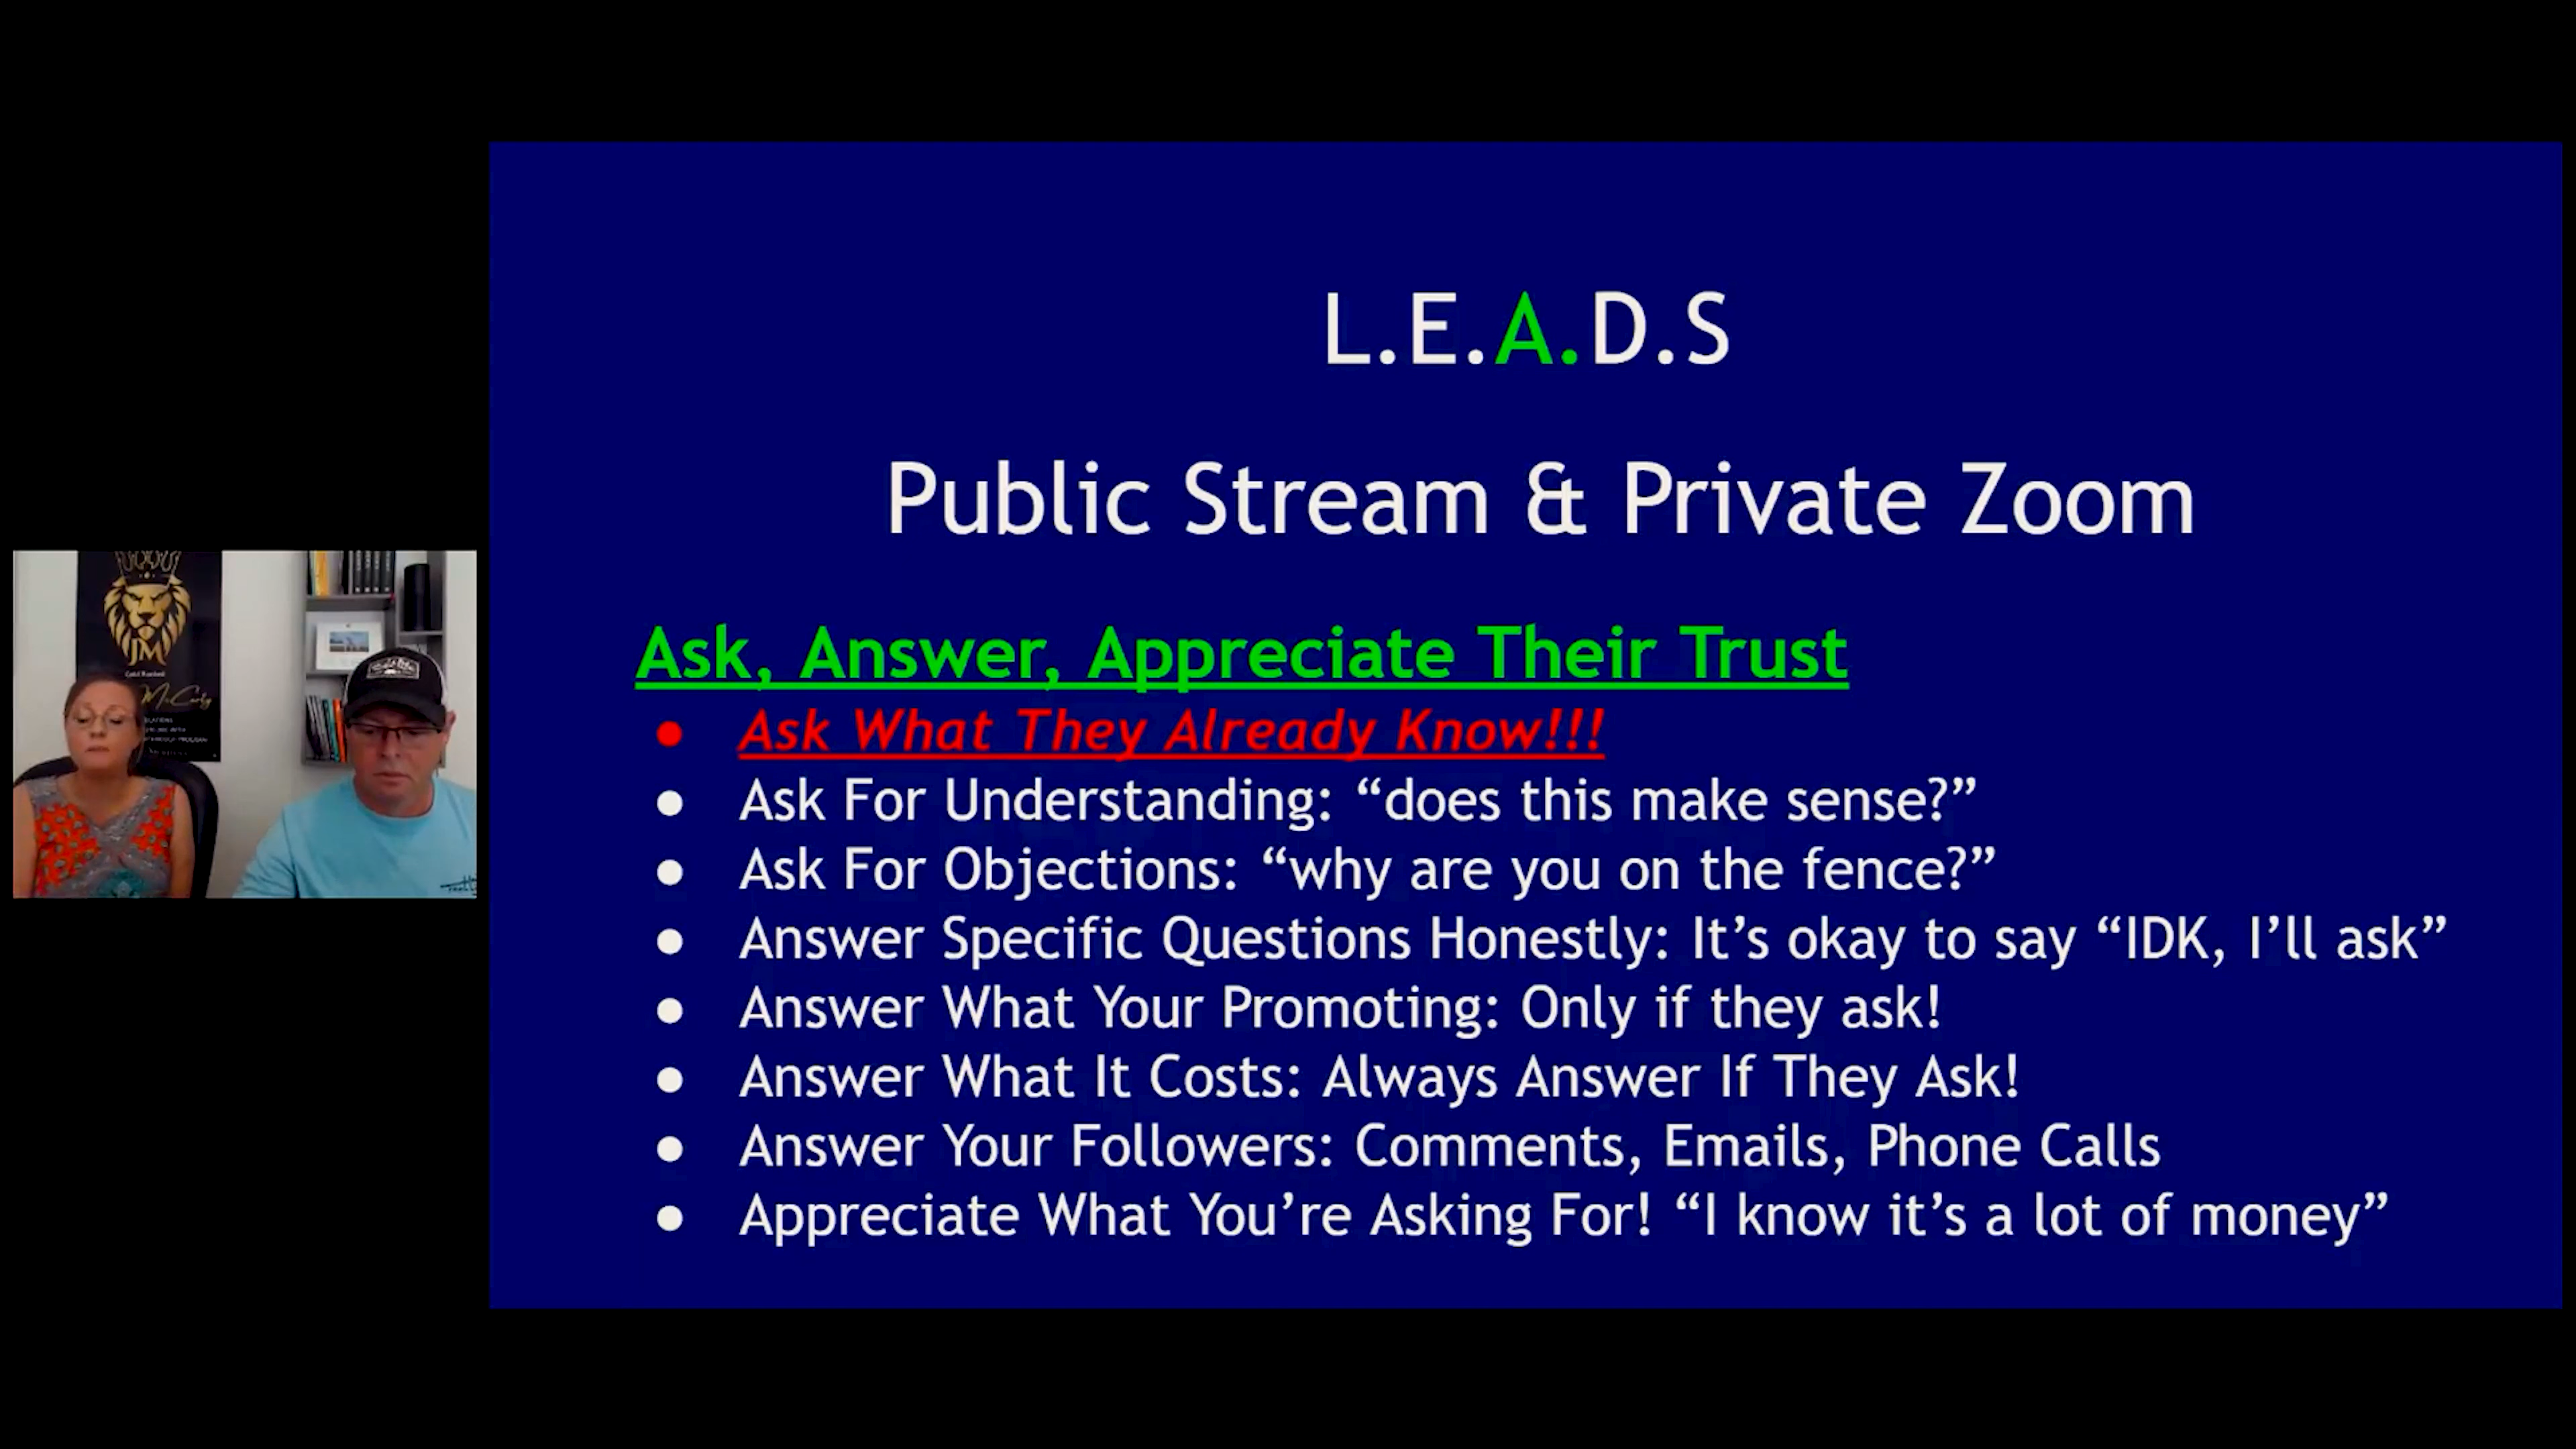 L.E.A.D.S
Public Stream & Private Zoom
Ask, Answer, Appreciate Their Trust
● Ask What They Already Know!!!
● Ask For Understanding: “does this make sense?”
● Ask For Objections: “why are you on the fence?”
● Answer Specific Questions Honestly: It’s okay to say “IDK, I’ll ask”
● Answer What Your Promoting: Only if they ask!
● Answer What It Costs: Always Answer If They Ask!
● Answer Your Followers: Comments, Emails, Phone Calls
● Appreciate What You’re Asking For! “I know it’s a lot of money”
JM